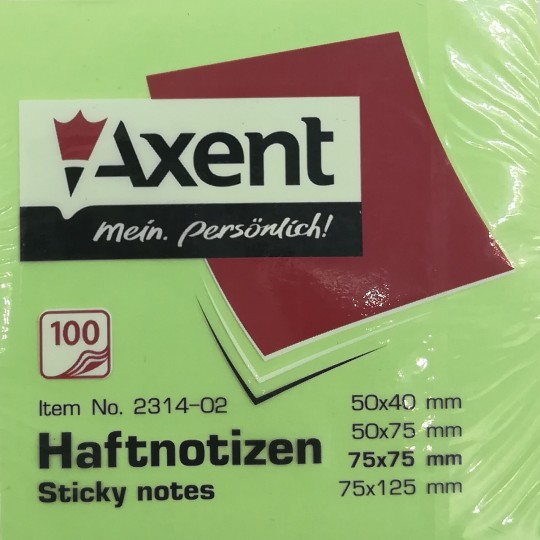 Axent
mein. persönlich!
100
Item No. 2314-02
Haftnotizen
Sticky notes
50x40 mm
50x75 mm
75x75 mm
75x125 mm